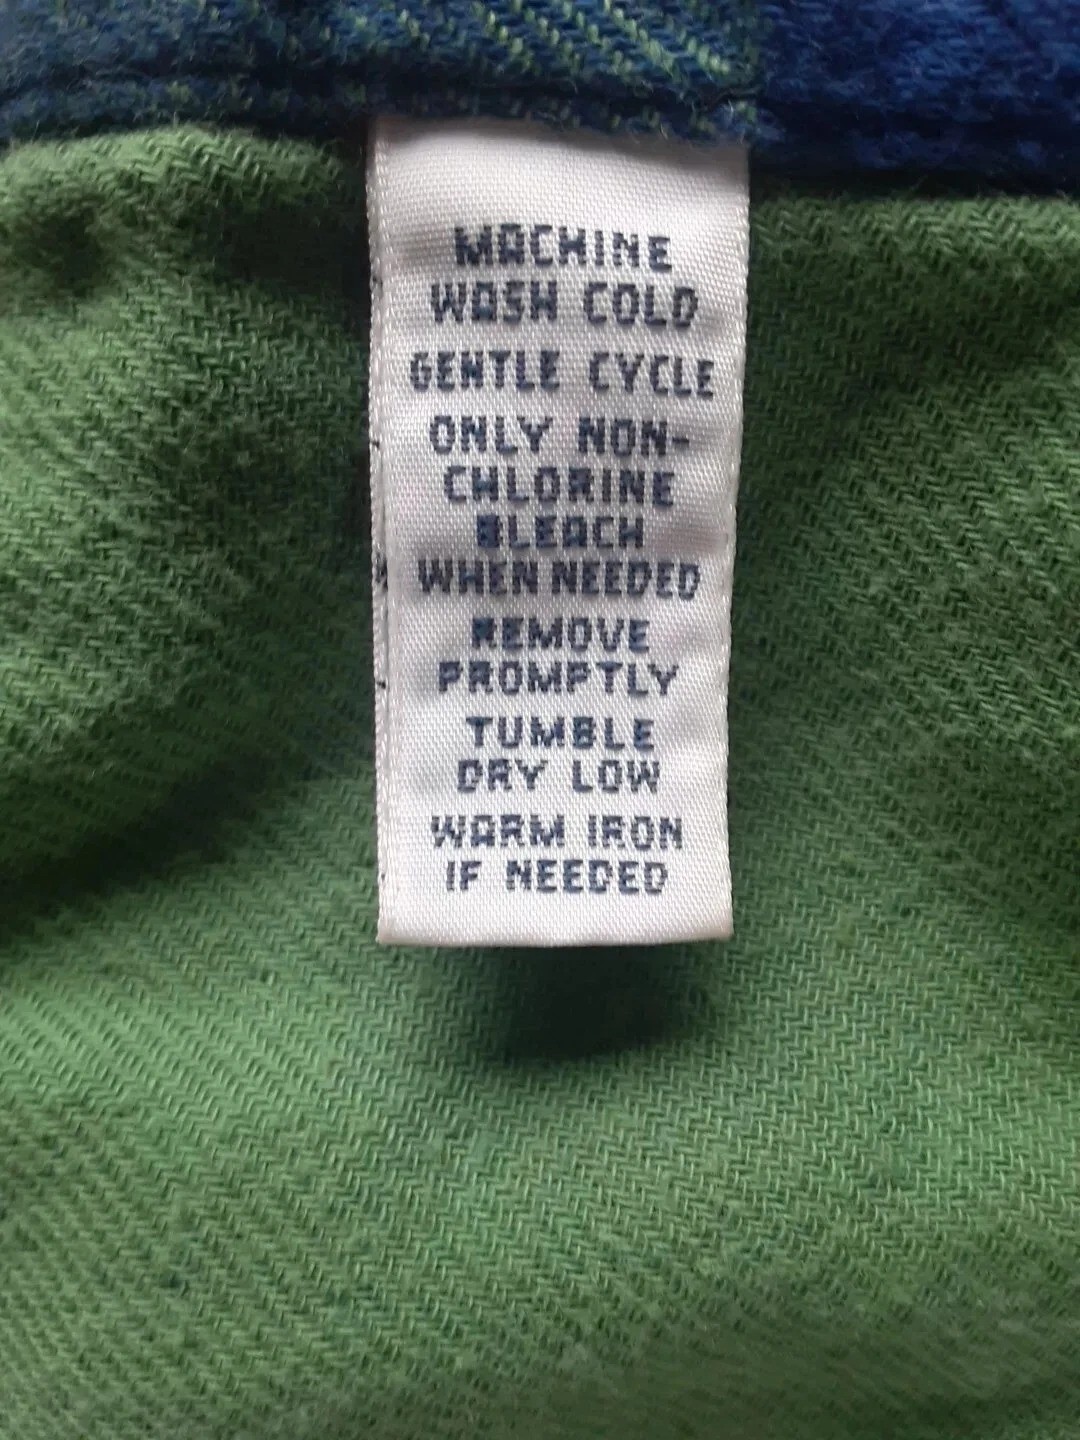 MACHINE
WASH COLD
GENTLE CYCLE
ONLY NON-
CHLORINE
BLEACH
WHEN NEEDED
REMOVE
PROMPTLY
TUMBLE
DRY LOW
WARM IRON
IF NEEDED